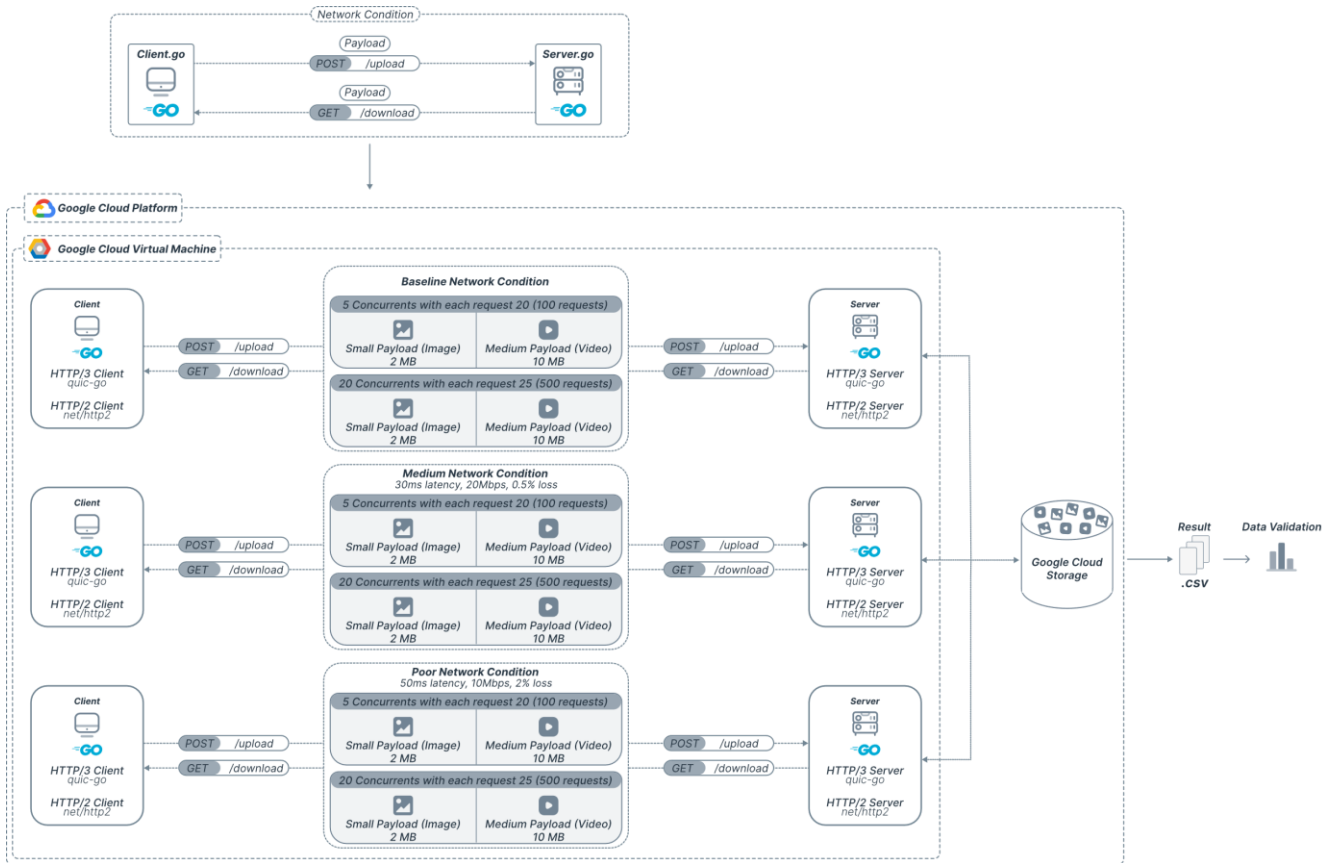 Network Condition
Client.go
Payload
POST /upload
Payload
GET /download
GO
Server.go
GO
Google Cloud Platform
Google Cloud Virtual Machine
Client
GO
HTTP/3 Client
quic-go
HTTP/2 Client
net/http2
POST /upload
GET /download
Baseline Network Condition
5 Concurrents with each request 20 (100 requests)
Small Payload (Image)
2 MB
Medium Payload (Video)
10 MB
20 Concurrents with each request 25 (500 requests)
Small Payload (Image)
2 MB
Medium Payload (Video)
10 MB
POST /upload
GET /download
Server
GO
HTTP/3 Server
quic-go
HTTP/2 Server
net/http2
Client
GO
HTTP/3 Client
quic-go
HTTP/2 Client
net/http2
POST /upload
GET /download
Medium Network Condition
30ms latency, 20Mbps, 0.5% loss
5 Concurrents with each request 20 (100 requests)
Small Payload (Image)
2 MB
Medium Payload (Video)
10 MB
20 Concurrents with each request 25 (500 requests)
Small Payload (Image)
2 MB
Medium Payload (Video)
10 MB
POST /upload
GET /download
Server
GO
HTTP/3 Server
quic-go
HTTP/2 Server
net/http2
Client
GO
HTTP/3 Client
quic-go
HTTP/2 Client
net/http2
POST /upload
GET /download
Poor Network Condition
50ms latency, 10Mbps, 2% loss
5 Concurrents with each request 20 (100 requests)
Small Payload (Image)
2 MB
Medium Payload (Video)
10 MB
20 Concurrents with each request 25 (500 requests)
Small Payload (Image)
2 MB
Medium Payload (Video)
10 MB
POST /upload
GET /download
Server
GO
HTTP/3 Server
quic-go
HTTP/2 Server
net/http2
Google Cloud
Storage
Result
.csv
Data Validation